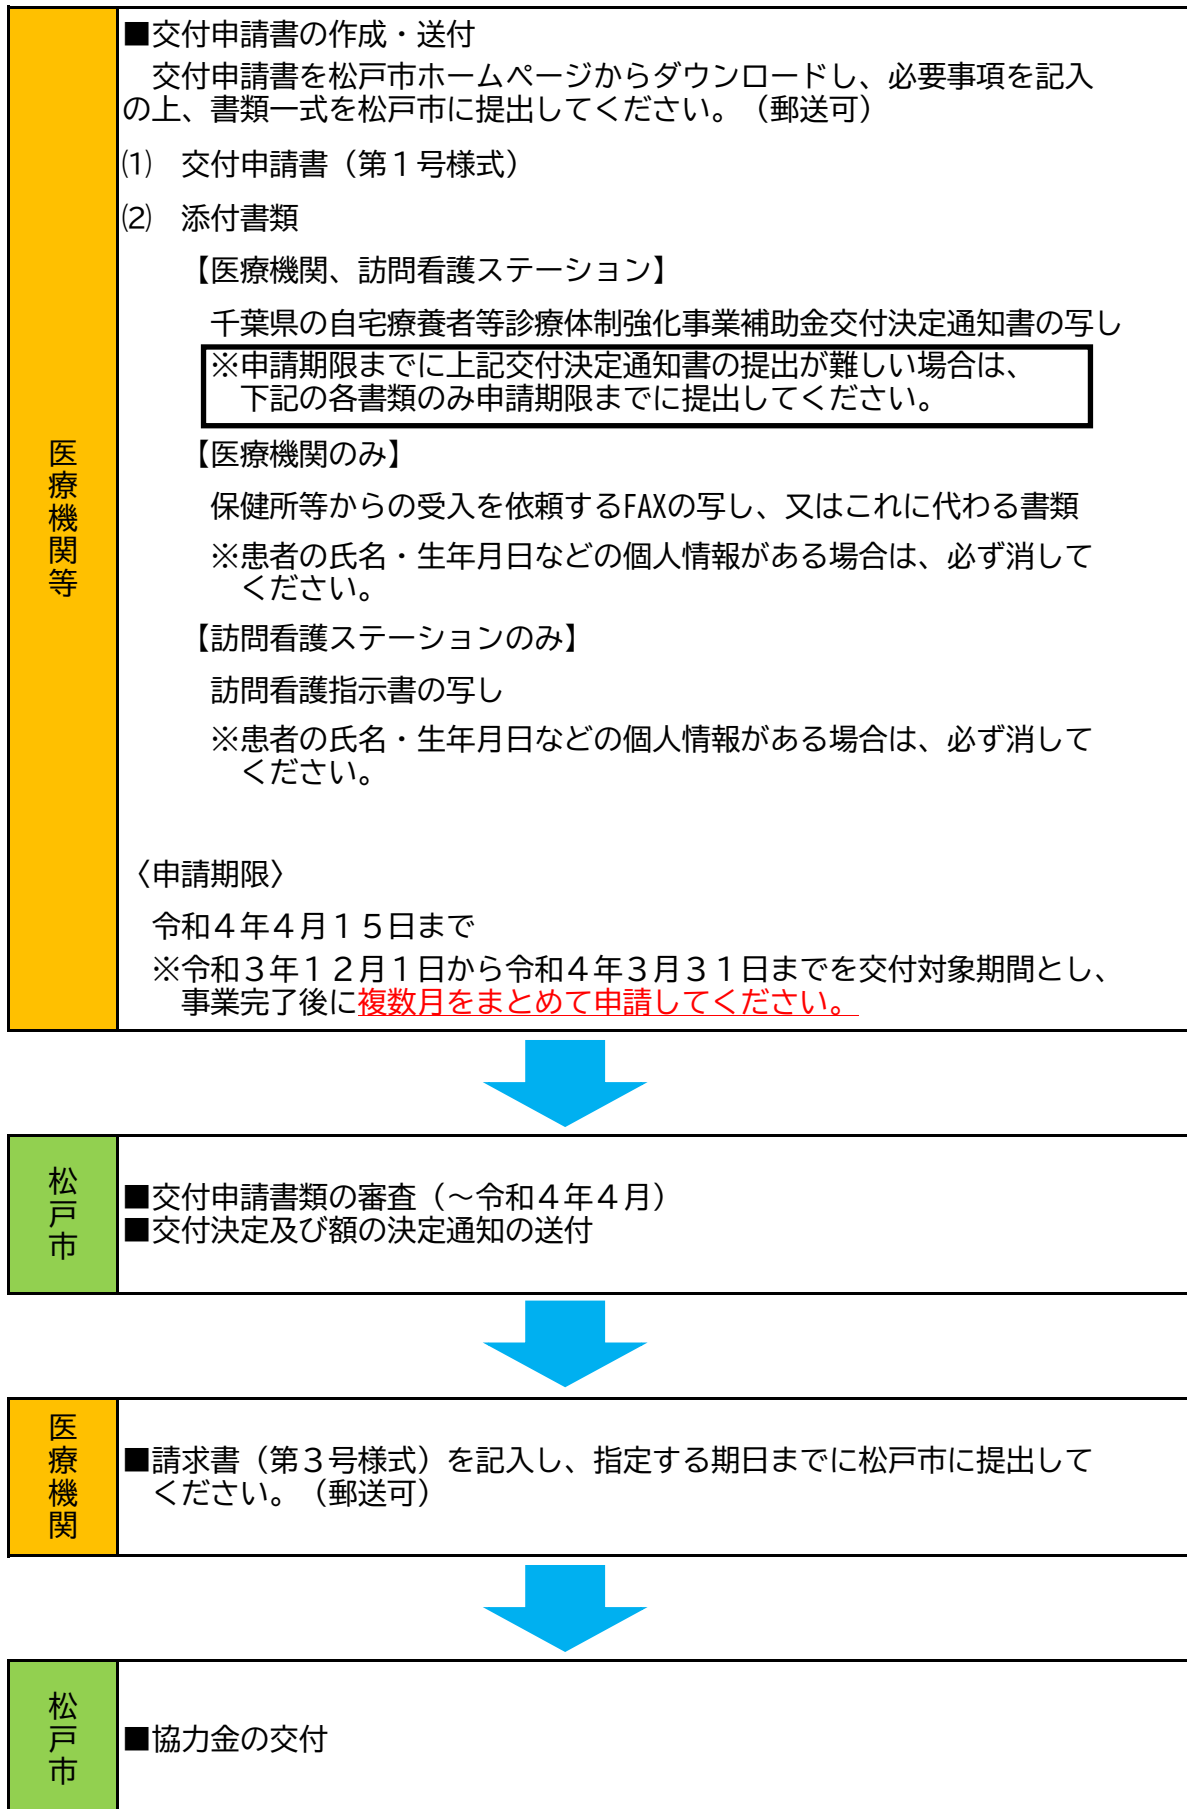 医療機関等
■交付申請書の作成・送付
交付申請書を松戸市ホームページからダウンロードし、必要事項を記入
の上、書類一式を松戸市に提出してください。（郵送可）
⑴　交付申請書（第１号様式）
⑵　添付書類
【医療機関、訪問看護ステーション】
千葉県の自宅療養者等診療体制強化事業補助金交付決定通知書の写し
※申請期限までに上記交付決定通知書の提出が難しい場合は、
下記の各書類のみ申請期限までに提出してください。
【医療機関のみ】
保健所等からの受入を依頼するFAXの写し、又はこれに代わる書類
※患者の氏名・生年月日などの個人情報がある場合は、必ず消して
ください。
【訪問看護ステーションのみ】
訪問看護指示書の写し
※患者の氏名・生年月日などの個人情報がある場合は、必ず消して
ください。
〈申請期限〉
令和４年４月１５日まで
※令和３年１２月１日から令和４年３月３１日までを交付対象期間とし、
事業完了後に複数月をまとめて申請してください。
松戸市
■交付申請書類の審査（～令和４年４月）
■交付決定及び額の決定通知の送付
医療機関
■請求書（第３号様式）を記入し、指定する期日までに松戸市に提出して
ください。（郵送可）
松戸市
■協力金の交付